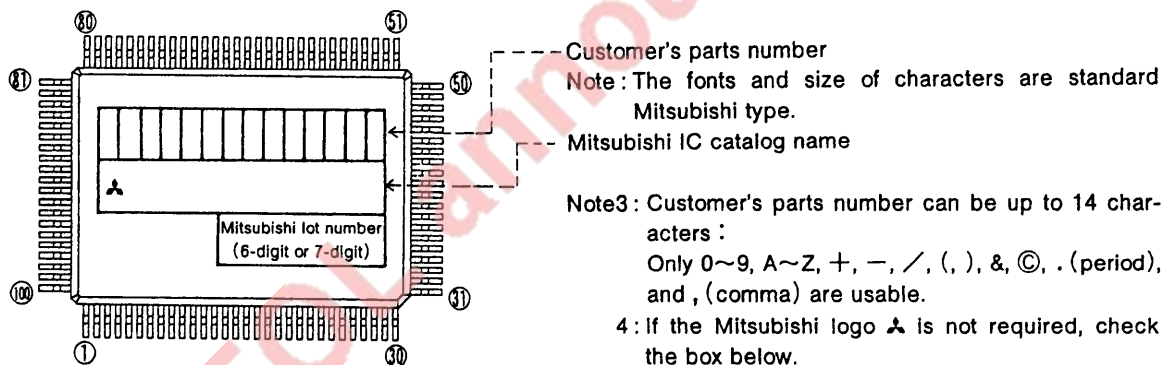 80 51
81 50
Customer's parts number
Note : The fonts and size of characters are standard
Mitsubishi type.
Mitsubishi IC catalog name
Mitsubishi lot number
(6-digit or 7-digit)
100 31
1 30
Note3 : Customer's parts number can be up to 14 char-
acters :
Only 0~9, A~Z, +, −, /, (, ), &, ©, . (period),
and , (comma) are usable.
4 : If the Mitsubishi logo is not required, check
the box below.
EOL annou